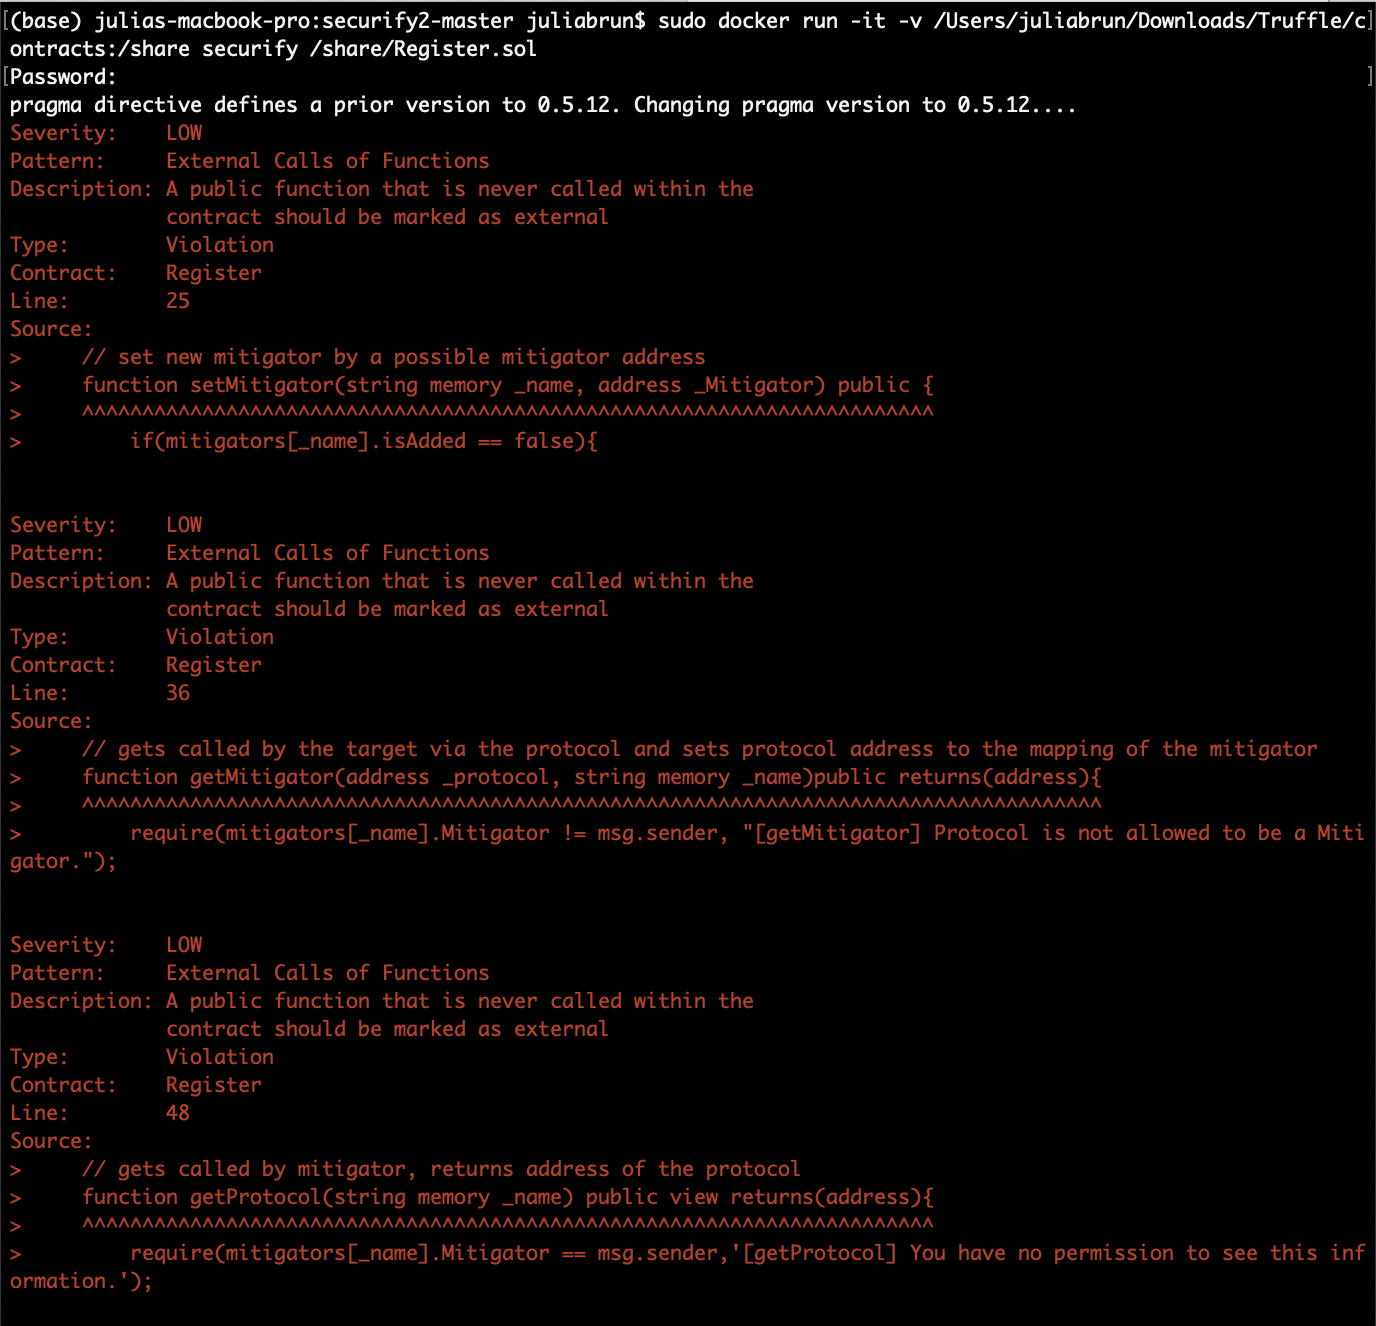 [(base) julias-macbook-pro:securify2-master juliabrun$ sudo docker run -it -v /Users/juliabrun/Downloads/Truffle/c]
ontracts:/share securify /share/Register.sol
[Password:                                                                                                       ]
pragma directive defines a prior version to 0.5.12. Changing pragma version to 0.5.12....
Severity:    LOW
Pattern:     External Calls of Functions
Description: A public function that is never called within the
             contract should be marked as external
Type:        Violation
Contract:    Register
Line:        25
Source:
>     // set new mitigator by a possible mitigator address
>     function setMitigator(string memory _name, address _Mitigator) public {
>     ^^^^^^^^^^^^^^^^^^^^^^^^^^^^^^^^^^^^^^^^^^^^^^^^^^^^^^^^^^^^^^^^^^^^^^^
>         if(mitigators[_name].isAdded == false){
Severity:    LOW
Pattern:     External Calls of Functions
Description: A public function that is never called within the
             contract should be marked as external
Type:        Violation
Contract:    Register
Line:        36
Source:
>     // gets called by the target via the protocol and sets protocol address to the mapping of the mitigator
>     function getMitigator(address _protocol, string memory _name)public returns(address){
>     ^^^^^^^^^^^^^^^^^^^^^^^^^^^^^^^^^^^^^^^^^^^^^^^^^^^^^^^^^^^^^^^^^^^^^^^^^^^^^^^^^^^^^
>         require(mitigators[_name].Mitigator != msg.sender, "[getMitigator] Protocol is not allowed to be a Miti
gator.");
Severity:    LOW
Pattern:     External Calls of Functions
Description: A public function that is never called within the
             contract should be marked as external
Type:        Violation
Contract:    Register
Line:        48
Source:
>     // gets called by mitigator, returns address of the protocol
>     function getProtocol(string memory _name) public view returns(address){
>     ^^^^^^^^^^^^^^^^^^^^^^^^^^^^^^^^^^^^^^^^^^^^^^^^^^^^^^^^^^^^^^^^^^^^^^^
>         require(mitigators[_name].Mitigator == msg.sender,'[getProtocol] You have no permission to see this inf
ormation.');